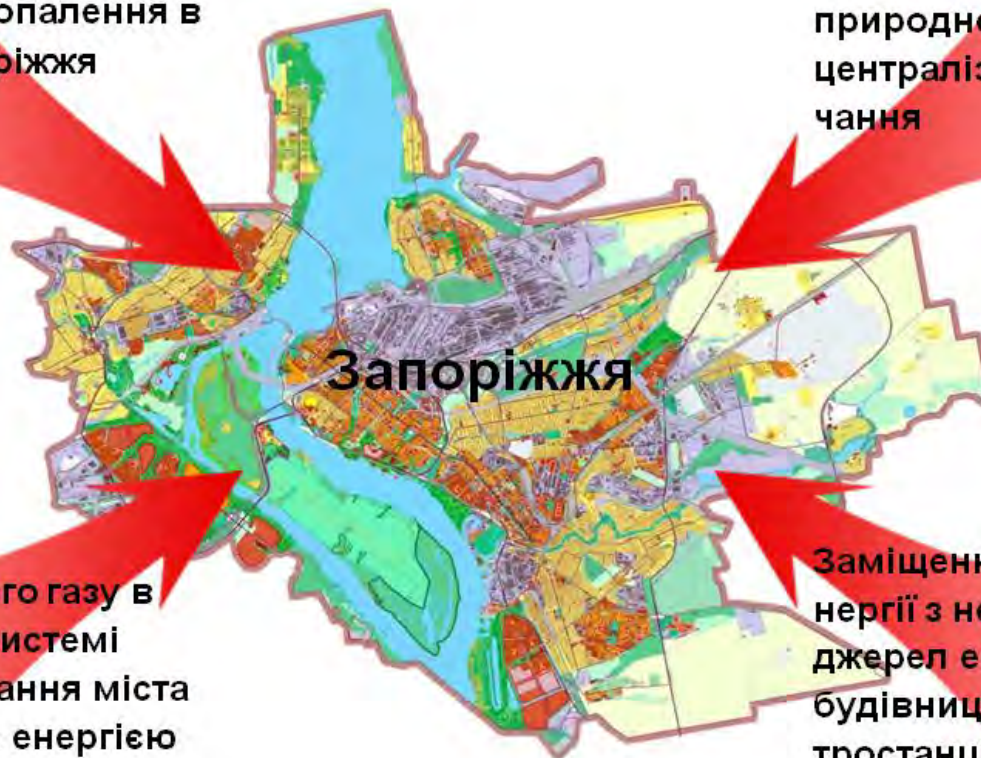 опалення в
ріжжя
природно
централіз
чання
Запоріжжя
го газу в
истемі
ання міста
енергією
Заміщенн
нергії з не
джерел е
будівниц
тростанц